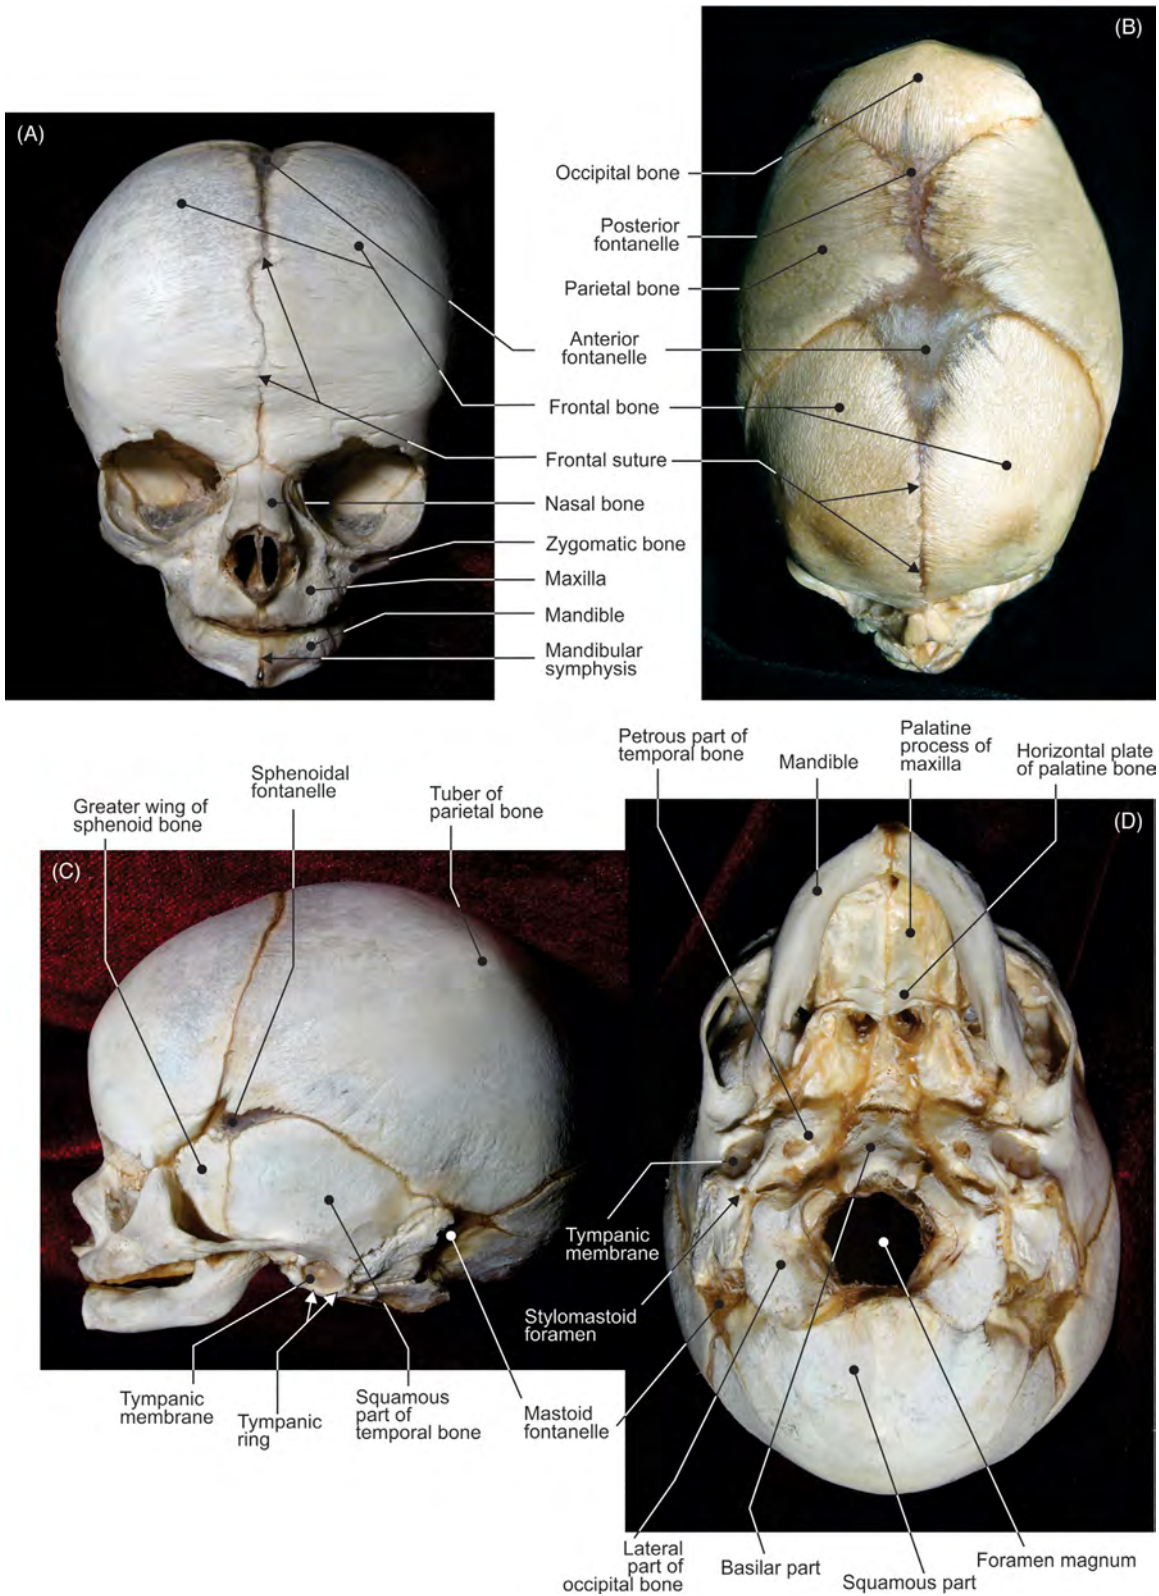 (A)
(B)
Occipital bone
Posterior
fontanelle
Parietal bone
Anterior
fontanelle
Frontal bone
Frontal suture
Nasal bone
Zygomatic bone
Maxilla
Mandible
Mandibular
symphysis
Sphenoidal
fontanelle
Greater wing of
sphenoid bone
Tuber of
parietal bone
(C)
Petrous part of
temporal bone
Mandible
Palatine
process of
maxilla
Horizontal plate
of palatine bone
(D)
Tympanic
membrane
Stylomastoid
foramen
Tympanic
membrane
Tympanic
ring
Squamous
part of
temporal bone
Mastoid
fontanelle
Lateral
part of
occipital bone
Basilar part
Squamous part
Foramen magnum